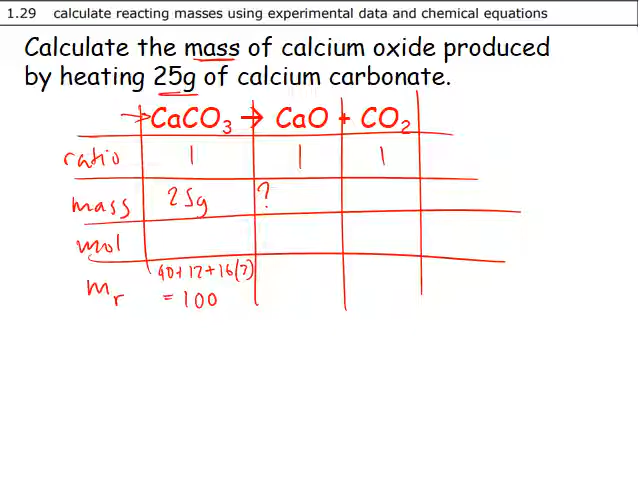 1.29 calculate reacting masses using experimental data and chemical equations
Calculate the mass of calcium oxide produced
by heating 25g of calcium carbonate.
→CaCO₃ → CaO + CO₂
ratio 1 1 1
mass 25g ?
mol
Mr 40+12+16(3)
= 100